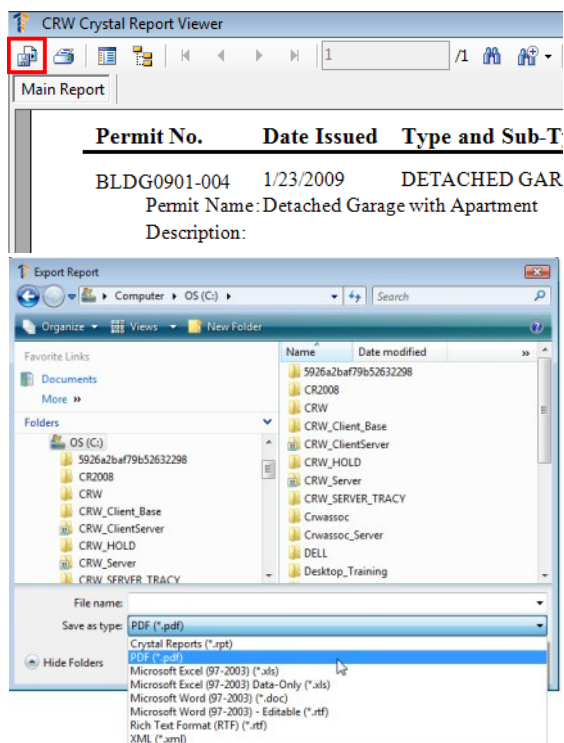 CRW Crystal Report Viewer
1 /1
Main Report
Permit No. Date Issued Type and Sub-T
BLDG0901-004 1/23/2009 DETACHED GAR
Permit Name: Detached Garage with Apartment
Description:
Export Report
Computer OS (C:) Search
Organize Views New Folder
Favorite Links
Documents
More »
Folders
OS (C:)
5926a2baf79b52632298
CR2008
CRW
CRW_Client_Base
CRW_ClientServer
CRW_HOLD
CRW_Server
CRW_SERVER_TRACY
Name Date modified »
5926a2baf79b52632298
CR2008
CRW
CRW_Client_Base
CRW_ClientServer
CRW_HOLD
CRW_Server
CRW_SERVER_TRACY
Crwassoc
Crwassoc_Server
DELL
Desktop_Training
File name:
Save as type: PDF (*.pdf)
Hide Folders
Crystal Reports (*.rpt)
PDF (*.pdf)
Microsoft Excel (97-2003) (*.xls)
Microsoft Excel (97-2003) Data-Only (*.xls)
Microsoft Word (97-2003) (*.doc)
Microsoft Word (97-2003) - Editable (*.rtf)
Rich Text Format (RTF) (*.rtf)
XML (*.xml)